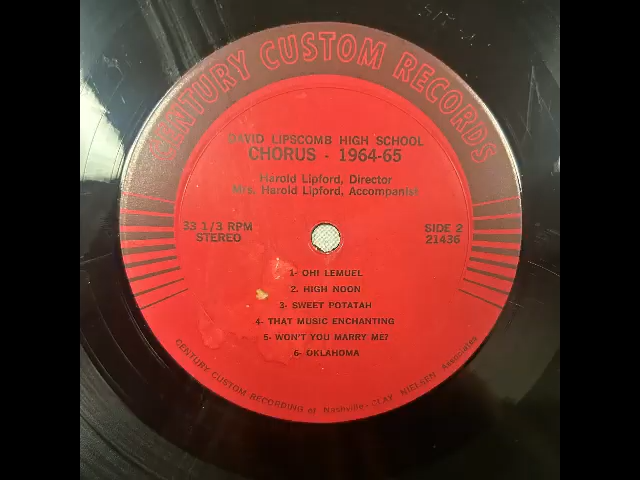 CENTURY CUSTOM RECORDS
DAVID LIPSCOMB HIGH SCHOOL
CHORUS - 1964-65
Harold Lipford, Director
Mrs. Harold Lipford, Accompanist
33 1/3 RPM
STEREO
SIDE 2
21436
1- OH! LEMUEL
2. HIGH NOON
3- SWEET POTATAH
4- THAT MUSIC ENCHANTING
5- WON'T YOU MARRY ME?
6- OKLAHOMA
CENTURY CUSTOM RECORDING of Nashville - CLAY NIELSEN Associates